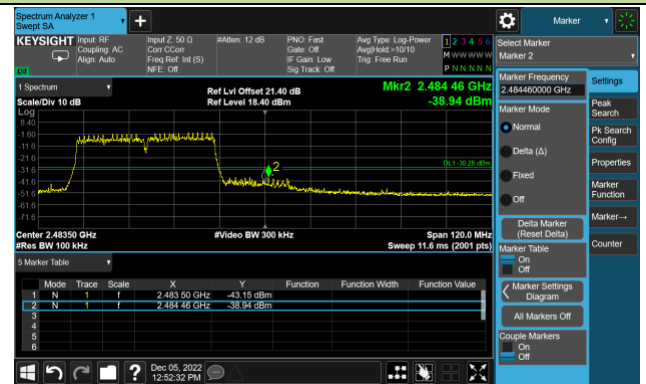 Spectrum Analyzer 1
Swept SA
Marker
KEYSIGHT Input: RF
Coupling: AC
Align: Auto
Input Z: 50 Ω
Corr CCorr
Freq Ref: Int (S)
NFE: Off
#Atten: 12 dB
PNO: Fast
Gate: Off
IF Gain: Low
Sig Track: Off
Avg Type: Log-Power
Avg|Hold >10/10
Trig: Free Run
1 2 3 4 5 6
M W W W W W
P N N N N N
LXI
Select Marker
Marker 2
1 Spectrum
Scale/Div 10 dB
Ref Lvl Offset 21.40 dB
Ref Level 18.40 dBm
Mkr2 2.484 46 GHz
-38.94 dBm
Log
8.40
-1.60
-11.6
-21.6
-31.6
-41.6
-51.6
-61.6
-71.6
2
DL1 -30.28 dBm
Center 2.48350 GHz
#Res BW 100 kHz
#Video BW 300 kHz
Span 120.0 MHz
Sweep 11.6 ms (2001 pts)
5 Marker Table
Mode Trace Scale X Y Function Function Width Function Value
1 N 1 f 2.483 50 GHz -43.15 dBm
2 N 1 f 2.484 46 GHz -38.94 dBm
3
4
5
6
Marker Frequency
2.484460000 GHz
Marker Mode
Normal
Delta (Δ)
Fixed
Off
Delta Marker
(Reset Delta)
Marker Table
On
Off
Marker Settings
Diagram
All Markers Off
Couple Markers
On
Off
Settings
Peak
Search
Pk Search
Config
Properties
Marker
Function
Marker→
Counter
?
Dec 05, 2022
12:52:32 PM